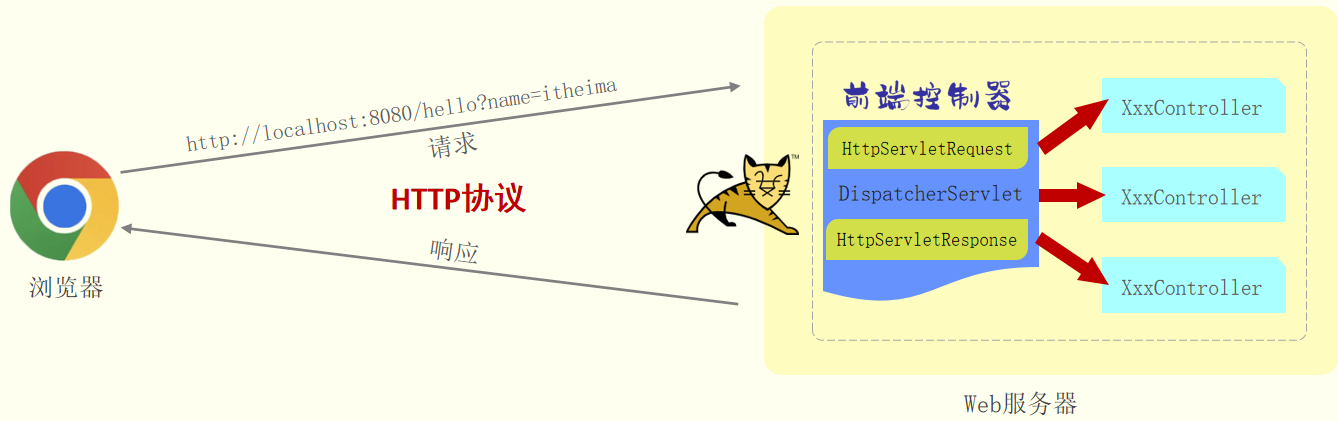 http://localhost:8080/hello?name=itheima
请求
HTTP协议
响应
浏览器
TM
前端控制器
HttpServletRequest
DispatcherServlet
HttpServletResponse
XxxController
XxxController
XxxController
Web服务器